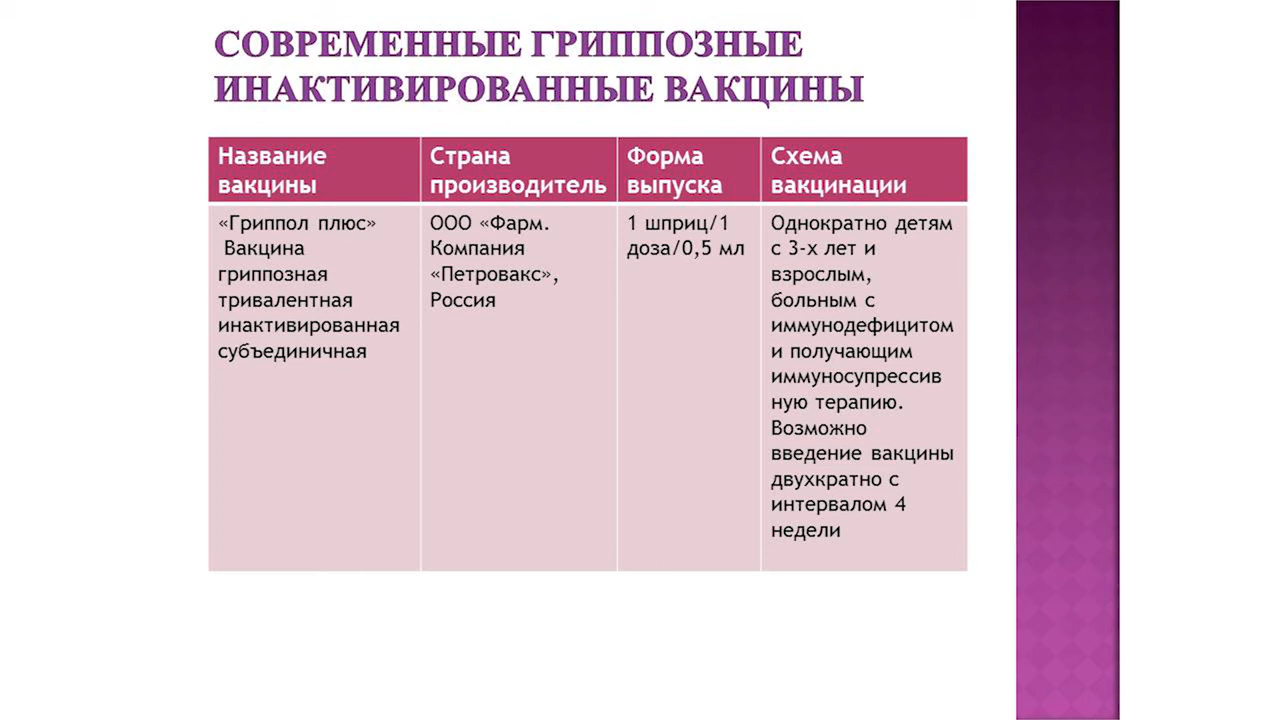 СОВРЕМЕННЫЕ ГРИППОЗНЫЕ
ИНАКТИВИРОВАННЫЕ ВАКЦИНЫ
Название
вакцины
Страна
производитель
Форма
выпуска
Схема
вакцинации
«Гриппол плюс»
Вакцина
гриппозная
тривалентная
инактивированная
субъединичная
ООО «Фарм.
Компания
«Петровакс»,
Россия
1 шприц/1
доза/0,5 мл
Однократно детям
с 3-х лет и
взрослым,
больным с
иммунодефицитом
и получающим
иммуносупрессив
ную терапию.
Возможно
введение вакцины
двухкратно с
интервалом 4
недели